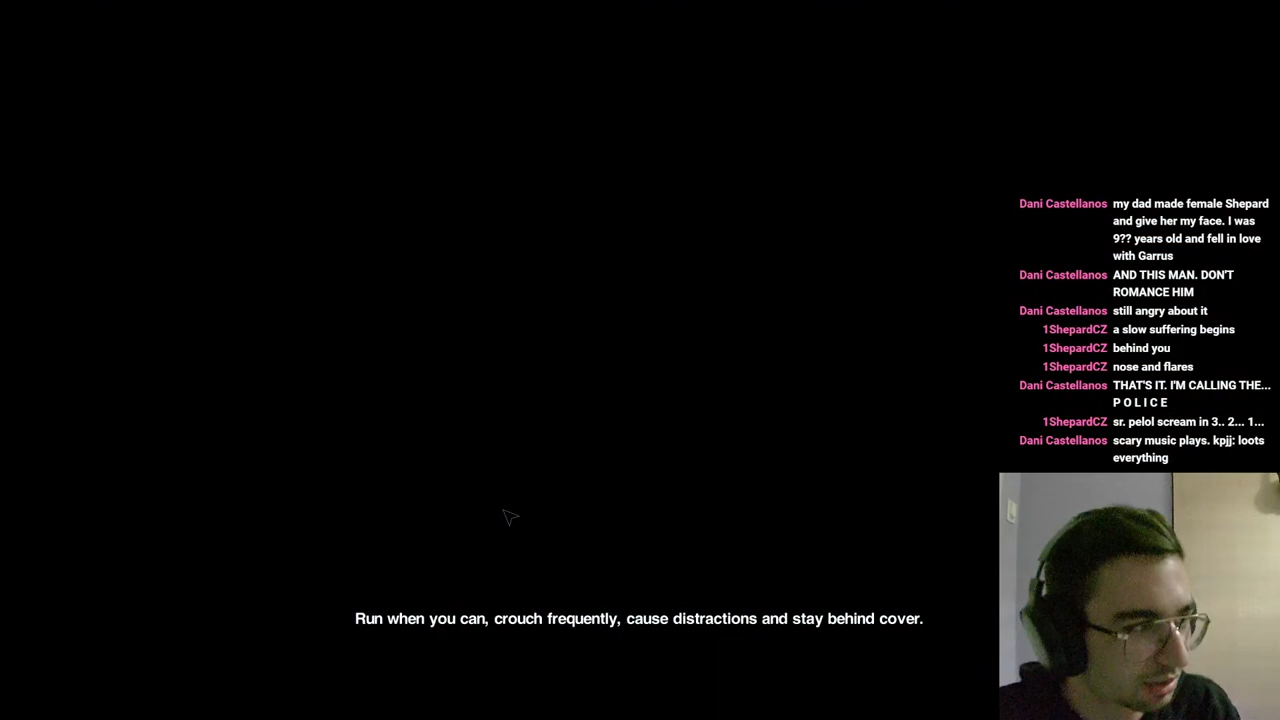 Dani Castellanos my dad made female Shepard
and give her my face. I was
9?? years old and fell in love
with Garrus
Dani Castellanos AND THIS MAN. DON'T
ROMANCE HIM
Dani Castellanos still angry about it
1ShepardCZ a slow suffering begins
1ShepardCZ behind you
1ShepardCZ nose and flares
Dani Castellanos THAT'S IT. I'M CALLING THE...
P O L I C E
1ShepardCZ sr. pelol scream in 3.. 2... 1...
Dani Castellanos scary music plays. kpjj: loots
everything
Run when you can, crouch frequently, cause distractions and stay behind cover.